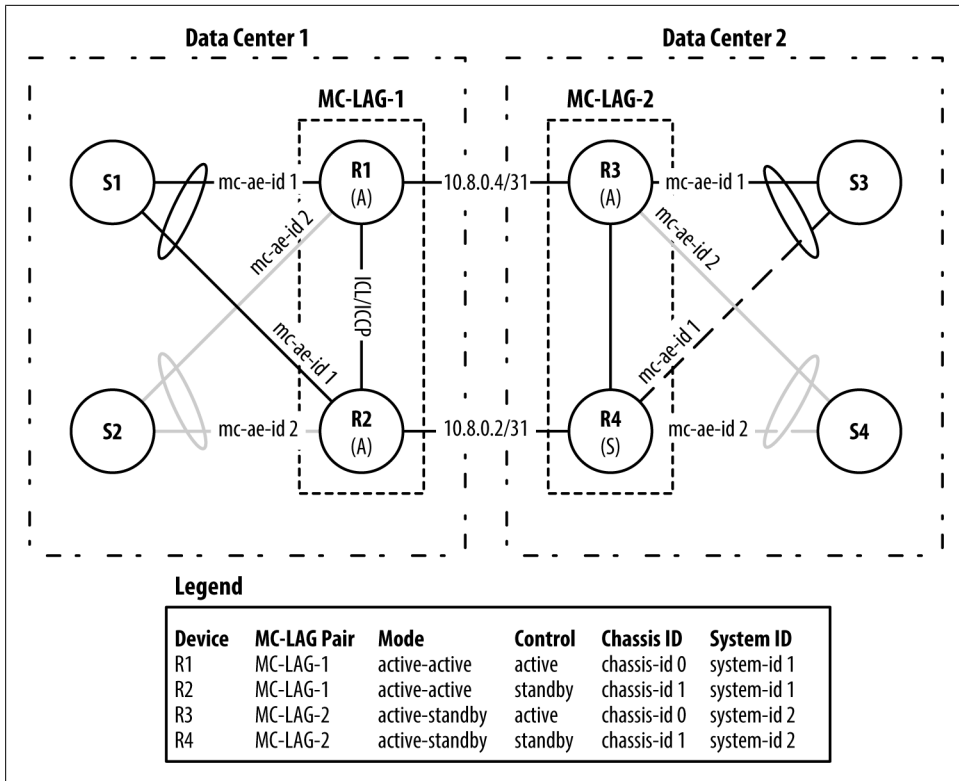 Data Center 1
Data Center 2
MC-LAG-1
MC-LAG-2
S1
mc-ae-id 1
R1
(A)
10.8.0.4/31
R3
(A)
mc-ae-id 1
S3
mc-ae-id 2
mc-ae-id 2
ICL/ICCP
mc-ae-id 1
mc-ae-id 1
S2
mc-ae-id 2
R2
(A)
10.8.0.2/31
R4
(S)
mc-ae-id 2
S4
Legend
Device MC-LAG Pair Mode Control Chassis ID System ID
R1 MC-LAG-1 active-active active chassis-id 0 system-id 1
R2 MC-LAG-1 active-active standby chassis-id 1 system-id 1
R3 MC-LAG-2 active-standby active chassis-id 0 system-id 2
R4 MC-LAG-2 active-standby standby chassis-id 1 system-id 2